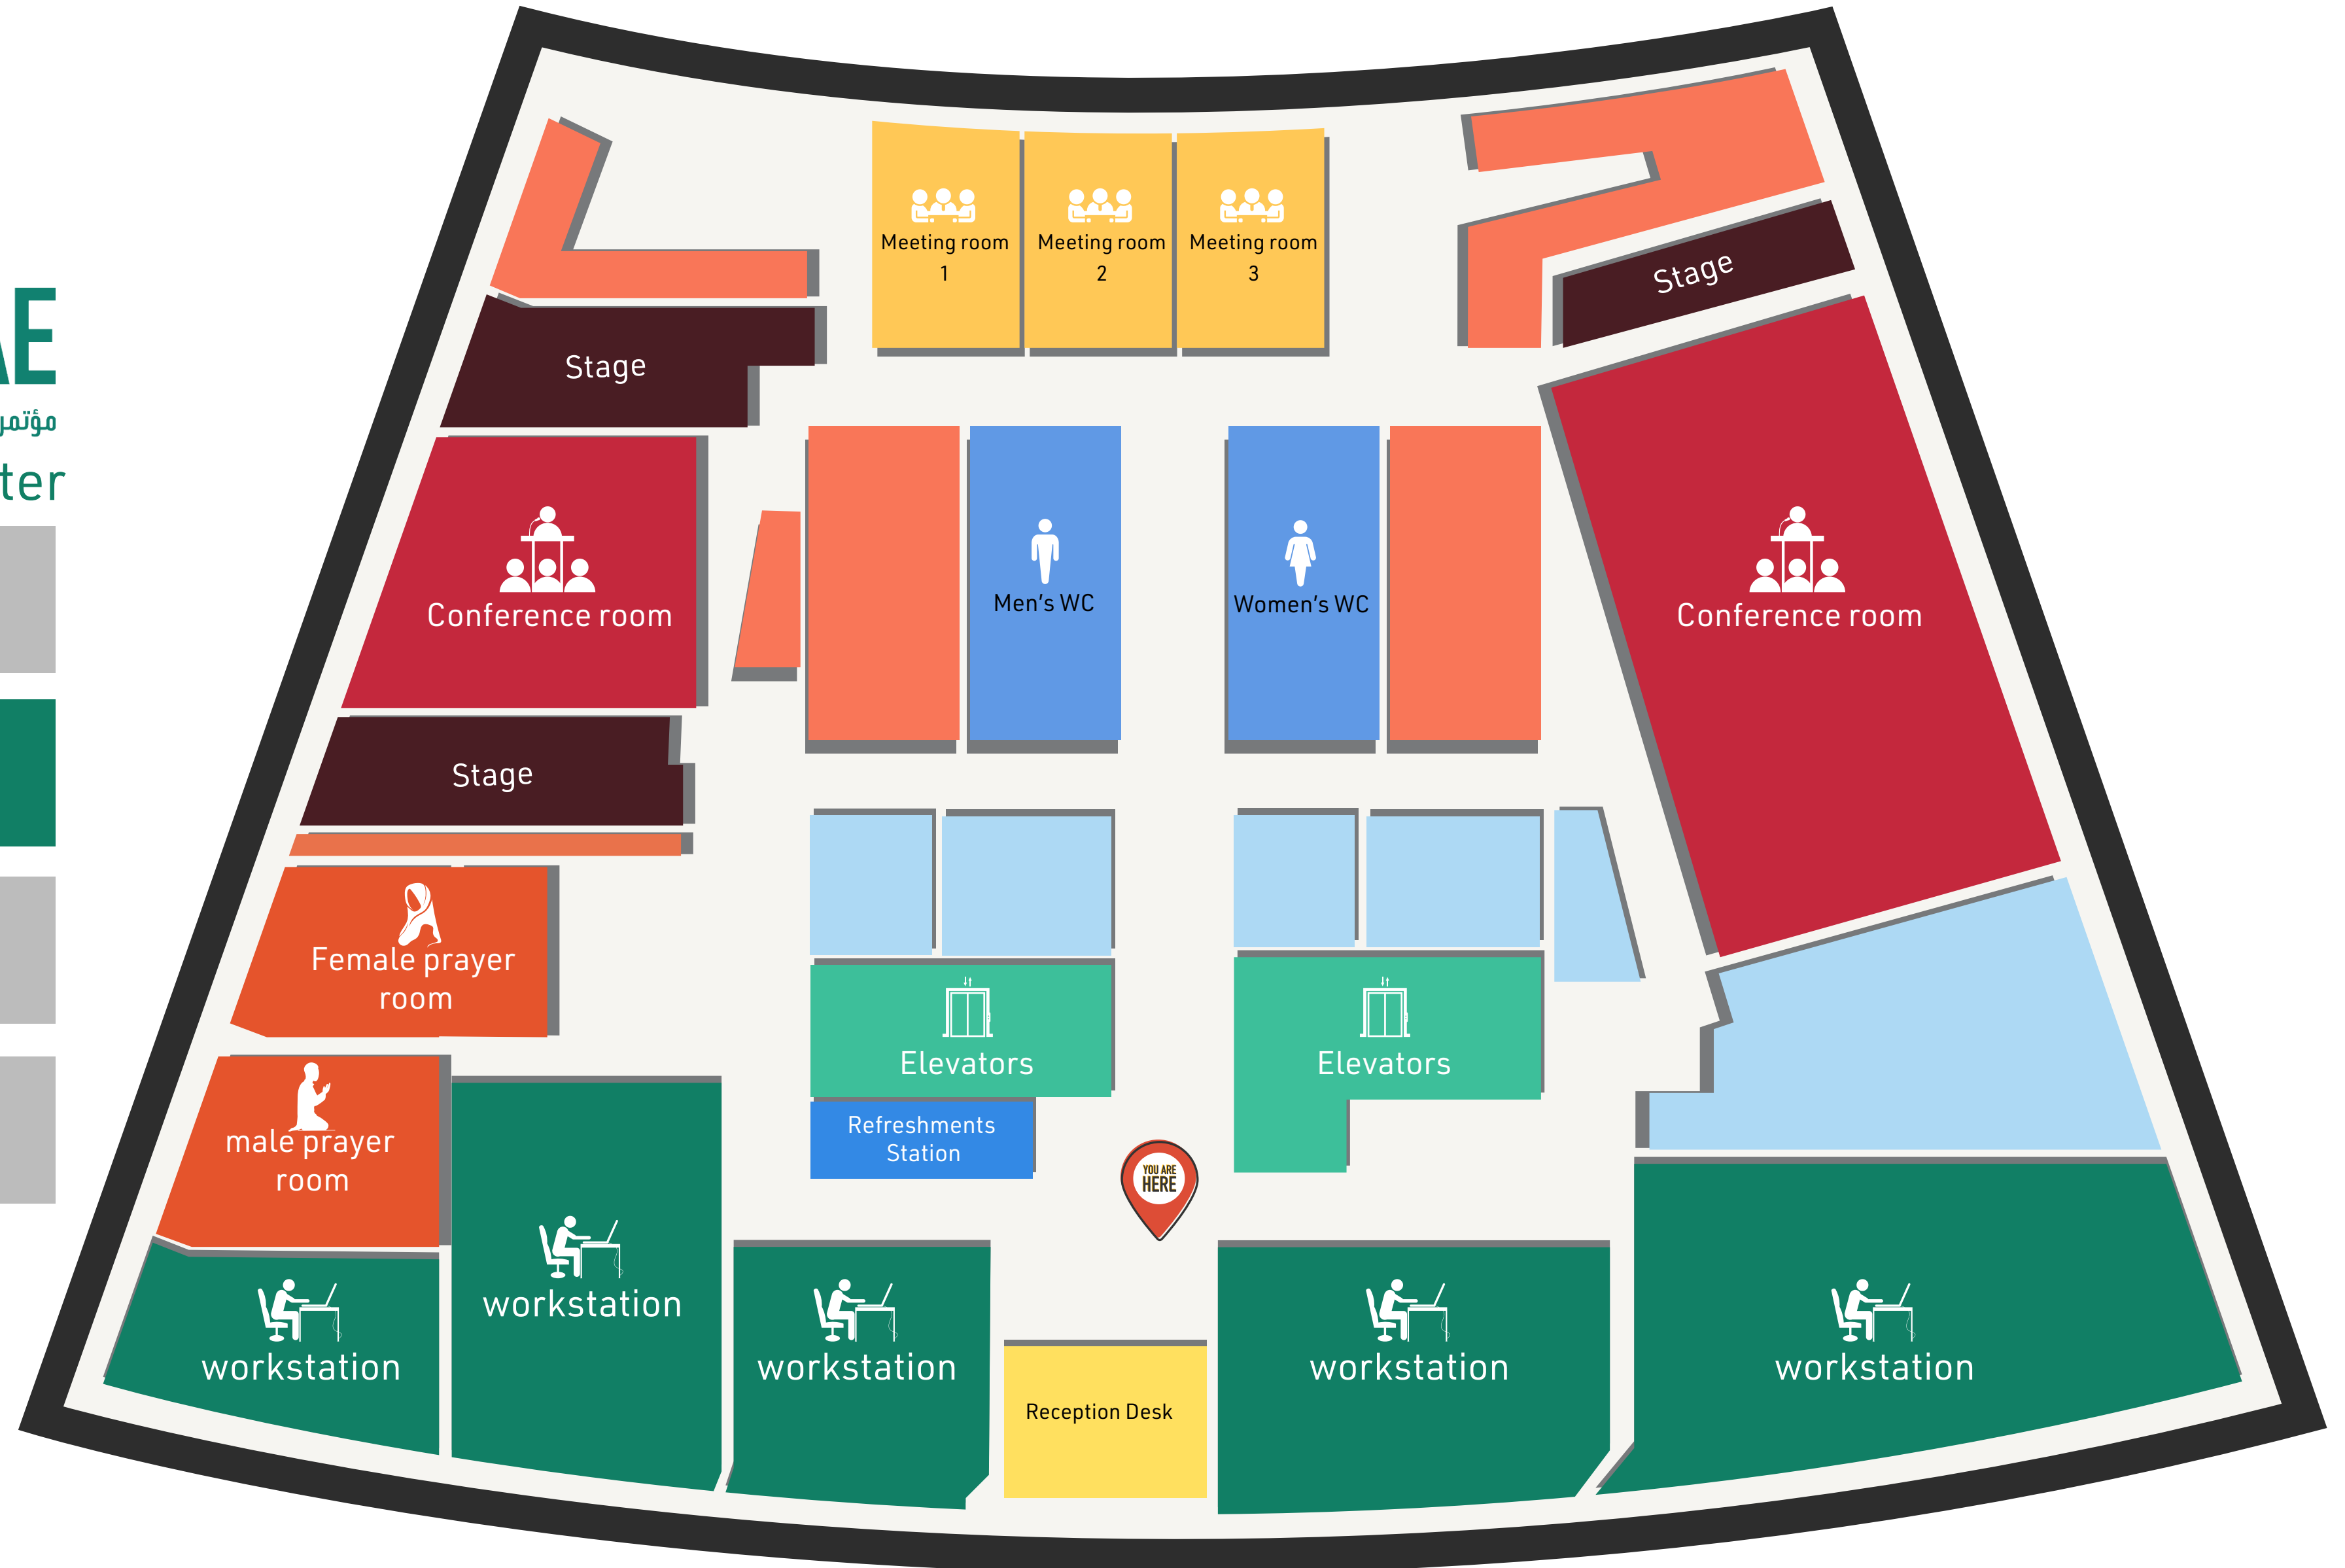 AE
مؤتمر
ter
Meeting room
1
Meeting room
2
Meeting room
3
Stage
Stage
Conference room
Men's WC
Women's WC
Conference room
Stage
Female prayer
room
Elevators
Elevators
Refreshments
Station
male prayer
room
YOU ARE
HERE
workstation
workstation
workstation
workstation
workstation
Reception Desk